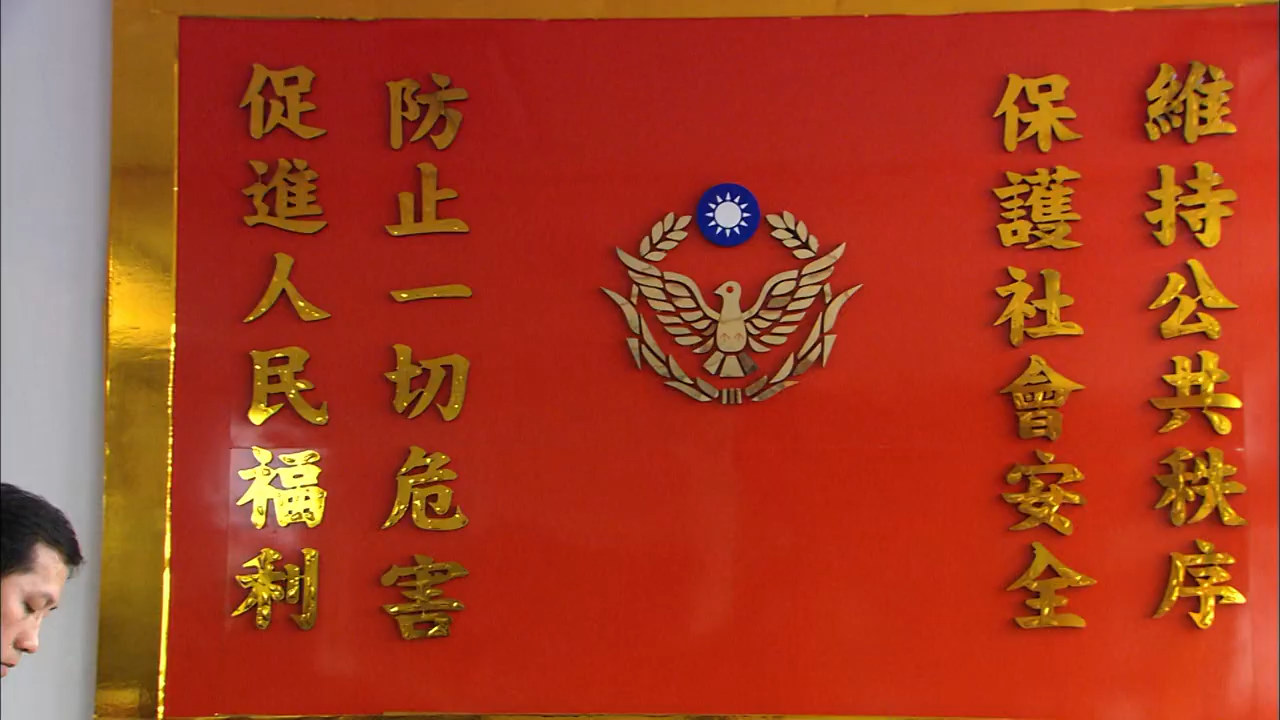 維持公共秩序
保護社會安全
防止一切危害
促進人民福利